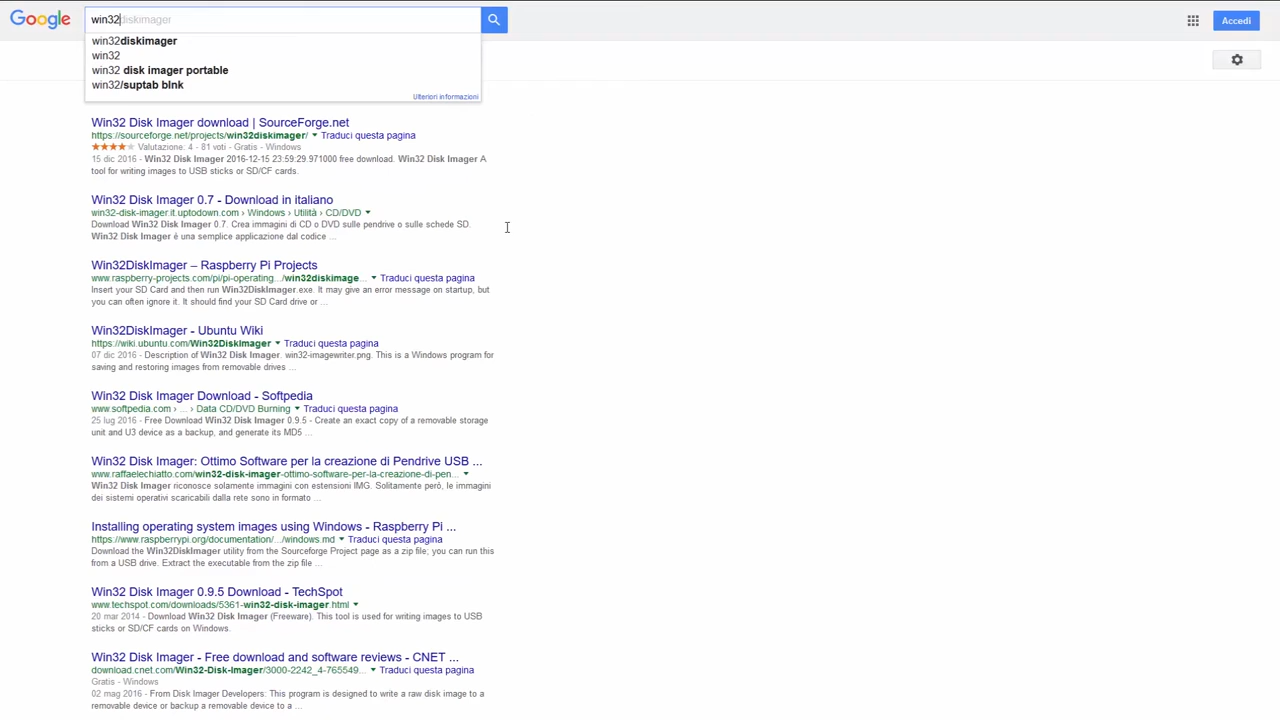 Google
win32diskimager
Accedi
win32diskimager
win32
win32 disk imager portable
win32/suptab blnk
Ulteriori informazioni
Win32 Disk Imager download | SourceForge.net
https://sourceforge.net/projects/win32diskimager/ Traduci questa pagina
Valutazione: 4 - 81 voti - Gratis - Windows
15 dic 2016 - Win32 Disk Imager 2016-12-15 23:59:29.971000 free download. Win32 Disk Imager A
tool for writing images to USB sticks or SD/CF cards.
Win32 Disk Imager 0.7 - Download in italiano
win32-disk-imager.it.uptodown.com › Windows › Utilità › CD/DVD
Download Win32 Disk Imager 0.7. Crea immagini di CD o DVD sulle pendrive o sulle schede SD.
Win32 Disk Imager è una semplice applicazione dal codice ...
Win32DiskImager – Raspberry Pi Projects
www.raspberry-projects.com/pi/pi-operating.../win32diskimage... Traduci questa pagina
Insert your SD Card and then run Win32DiskImager.exe. It may give an error message on startup, but
you can often ignore it. It should find your SD Card drive or ...
Win32DiskImager - Ubuntu Wiki
https://wiki.ubuntu.com/Win32DiskImager Traduci questa pagina
07 dic 2016 - Description of Win32 Disk Imager. win32-imagewriter.png. This is a Windows program for
saving and restoring images from removable drives ...
Win32 Disk Imager Download - Softpedia
www.softpedia.com › ... › Data CD/DVD Burning Traduci questa pagina
25 lug 2016 - Free Download Win32 Disk Imager 0.9.5 - Create an exact copy of a removable storage
unit and U3 device as a backup, and generate its MD5 ...
Win32 Disk Imager: Ottimo Software per la creazione di Pendrive USB ...
www.raffaelechiatto.com/win32-disk-imager-ottimo-software-per-la-creazione-di-pen...
Win32 Disk Imager riconosce solamente immagini con estensioni IMG. Solitamente però, le immagini
dei sistemi operativi scaricabili dalla rete sono in formato ...
Installing operating system images using Windows - Raspberry Pi ...
https://www.raspberrypi.org/documentation/.../windows.md Traduci questa pagina
Download the Win32DiskImager utility from the Sourceforge Project page as a zip file; you can run this
from a USB drive. Extract the executable from the zip file ...
Win32 Disk Imager 0.9.5 Download - TechSpot
www.techspot.com/downloads/5361-win32-disk-imager.html
20 mar 2014 - Download Win32 Disk Imager (Freeware). This tool is used for writing images to USB
sticks or SD/CF cards on Windows.
Win32 Disk Imager - Free download and software reviews - CNET ...
download.cnet.com/Win32-Disk-Imager/3000-2242_4-765549... Traduci questa pagina
Gratis - Windows
02 mag 2016 - From Disk Imager Developers: This program is designed to write a raw disk image to a
removable device or backup a removable device to a ...